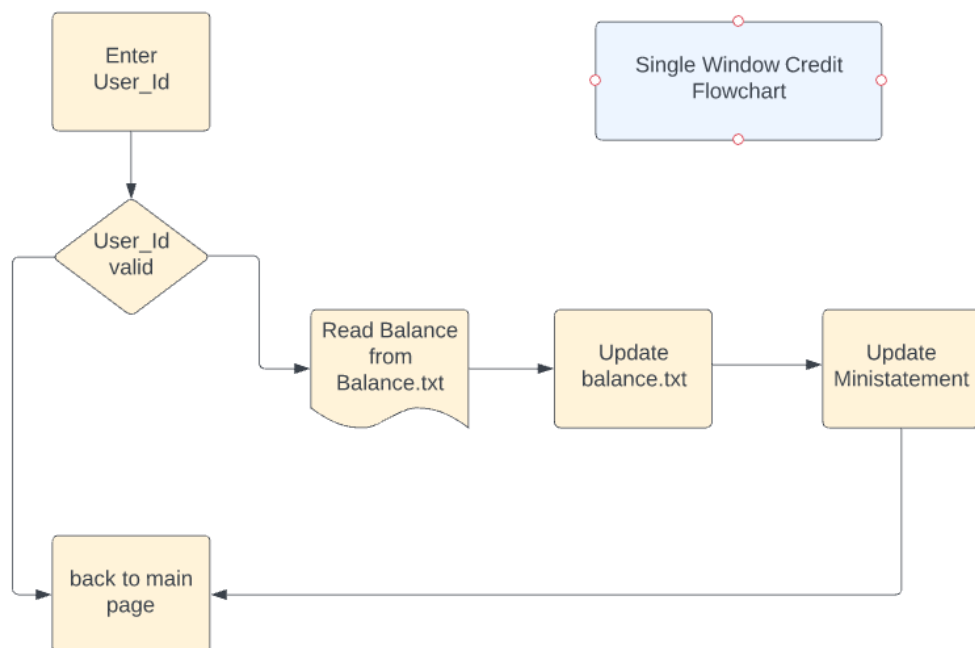 Enter
User_Id
Single Window Credit
Flowchart
User_Id
valid
Read Balance
from
Balance.txt
Update
balance.txt
Update
Ministatement
back to main
page